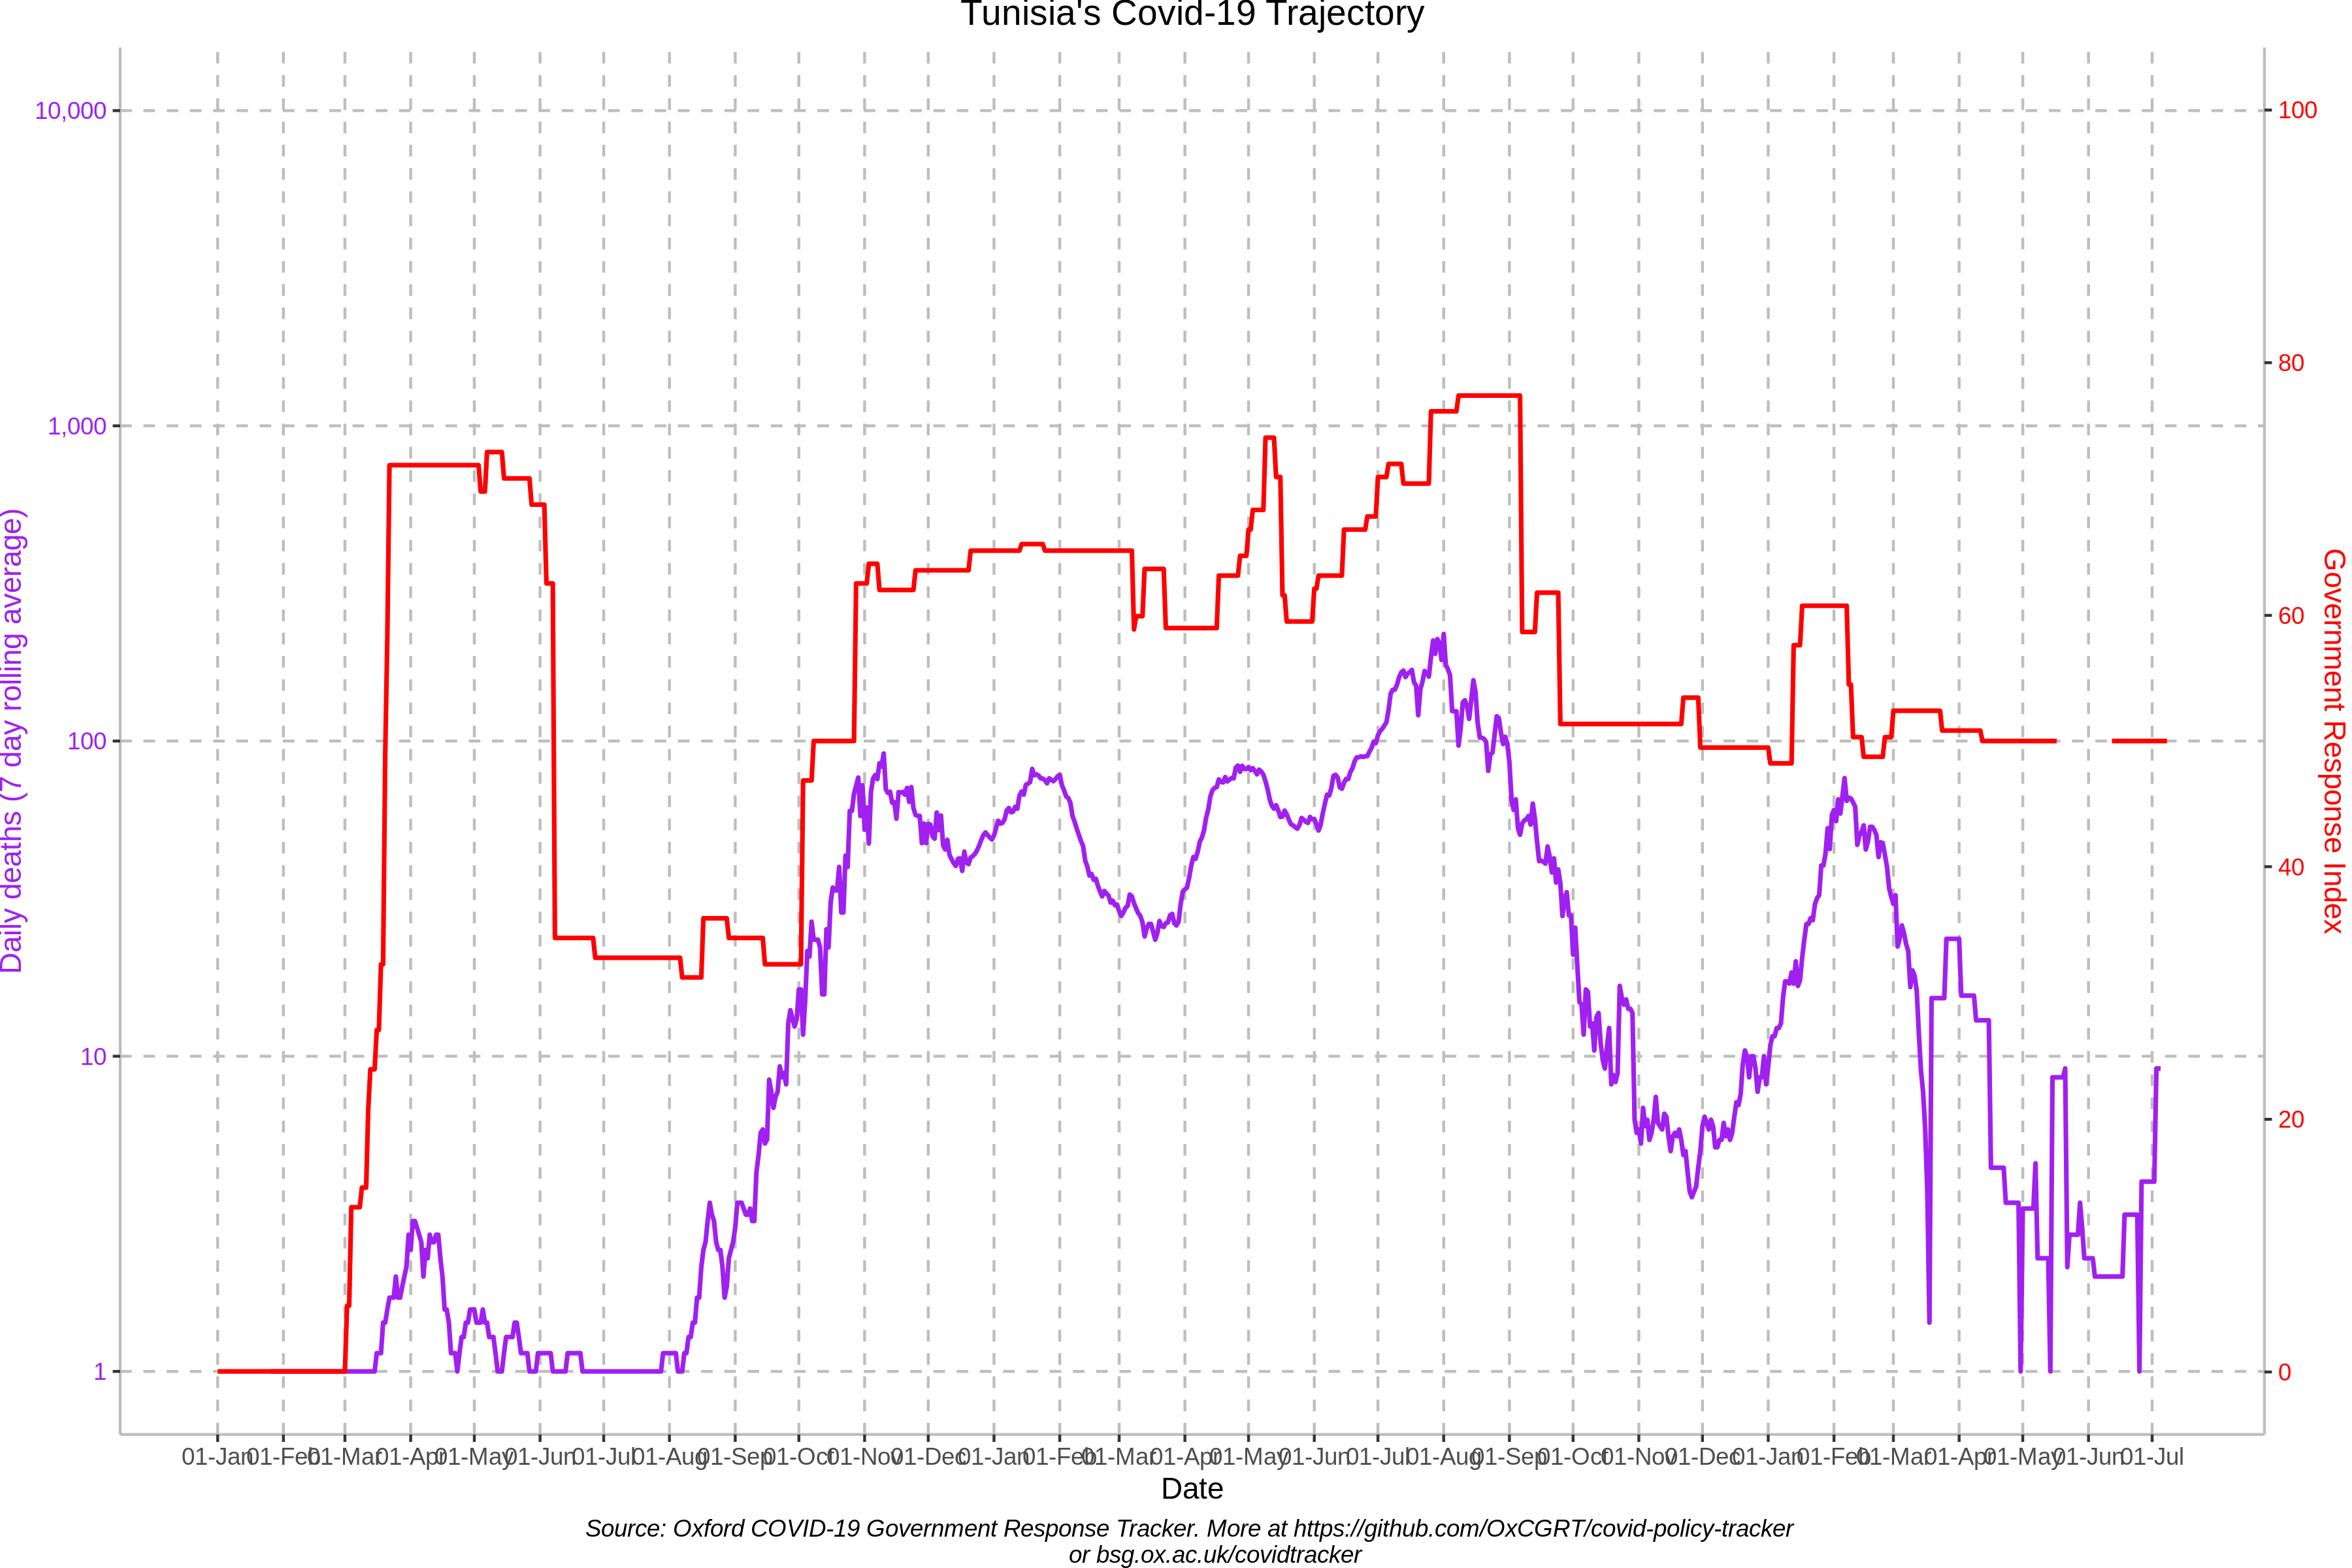 Tunisia's Covid-19 Trajectory
10,000
1,000
100
10
1
Daily deaths (7 day rolling average)
100
80
60
40
20
0
Government Response Index
01-Jan 01-Feb 01-Mar 01-Apr 01-May 01-Jun 01-Jul 01-Aug 01-Sep 01-Oct 01-Nov 01-Dec 01-Jan 01-Feb 01-Mar 01-Apr 01-May 01-Jun 01-Jul 01-Aug 01-Sep 01-Oct 01-Nov 01-Dec 01-Jan 01-Feb 01-Mar 01-Apr 01-May 01-Jun 01-Jul
Date
Source: Oxford COVID-19 Government Response Tracker. More at https://github.com/OxCGRT/covid-policy-tracker
or bsg.ox.ac.uk/covidtracker